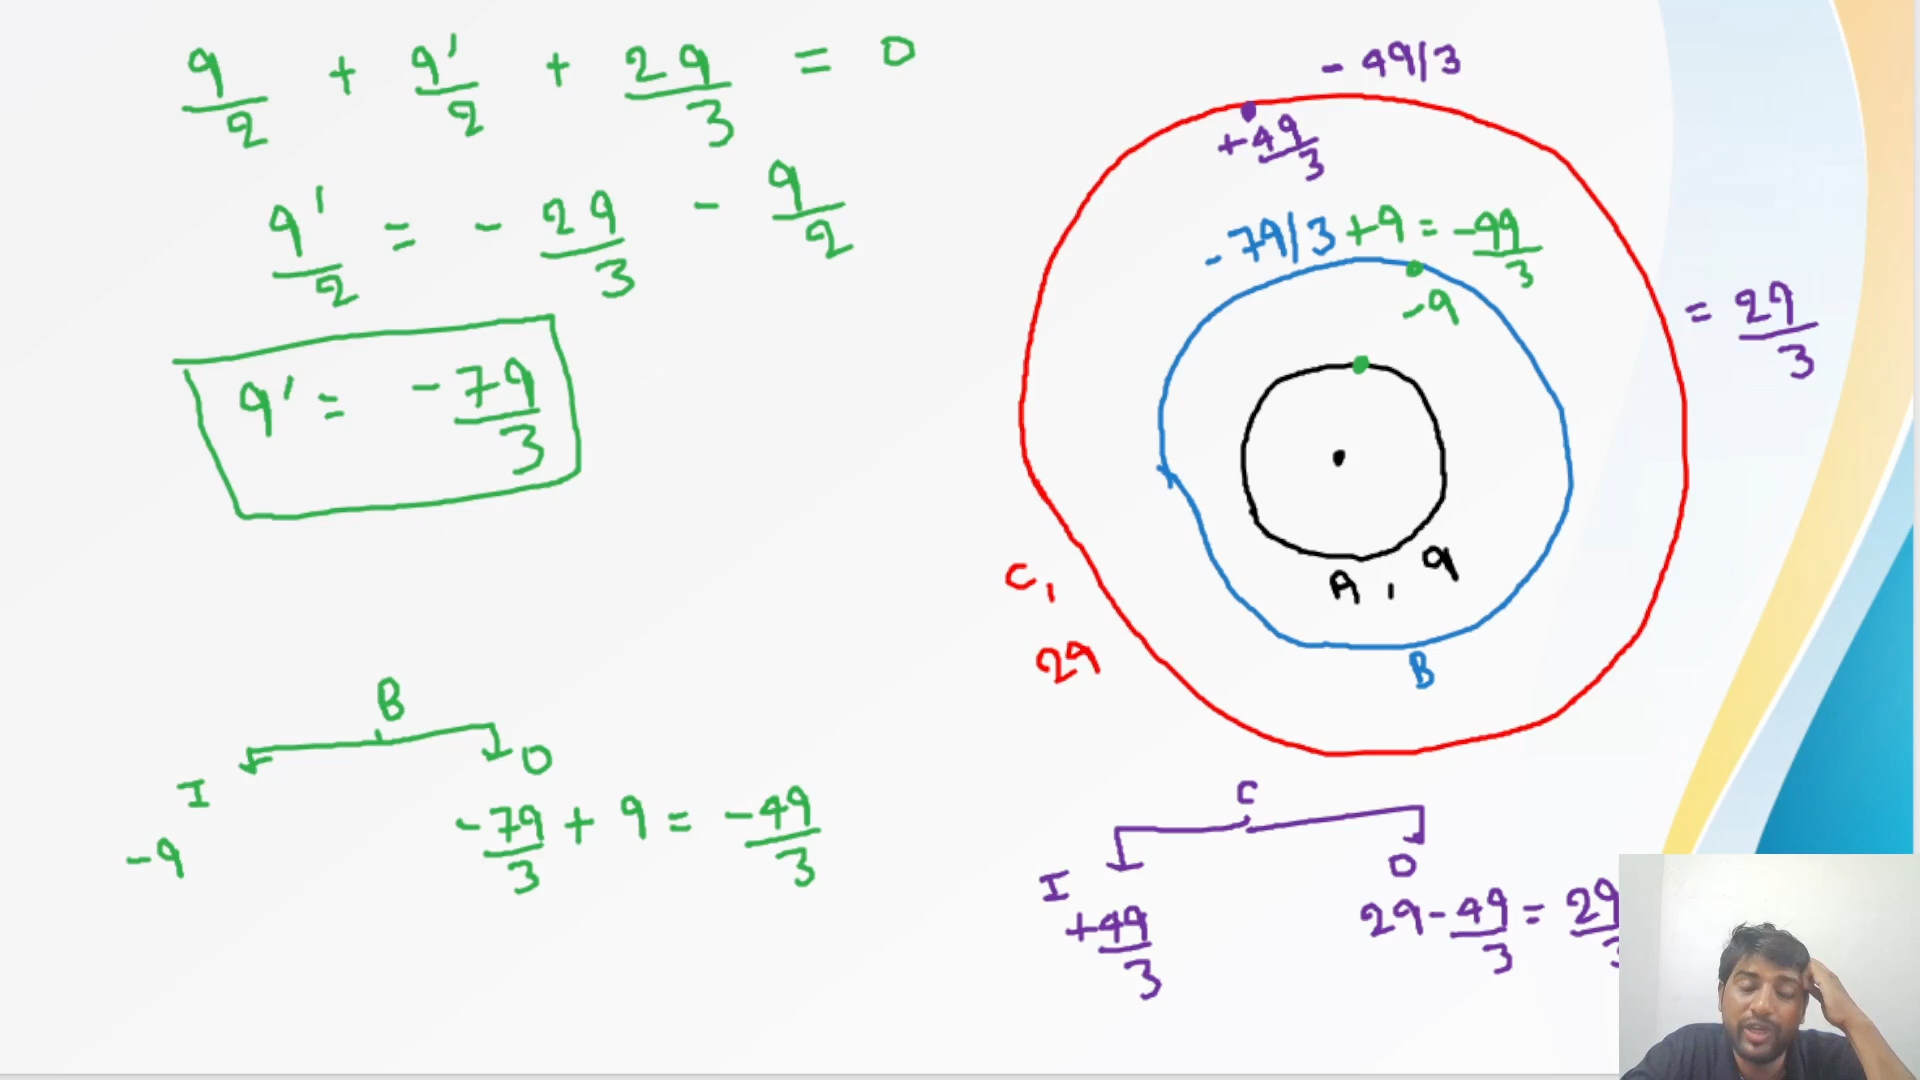 q/2 + q'/2 + 2q/3 = 0
q'/2 = - 2q/3 - q/2
q' = -7q/3
B
I
O
-q
-7q/3 + q = -4q/3
- 4q/3
+4q/3
-7q/3 + q = -4q/3
-q
= 2q/3
A, q
B
C,
2q
C
I
O
+4q/3
2q - 4q/3 = 2q/3